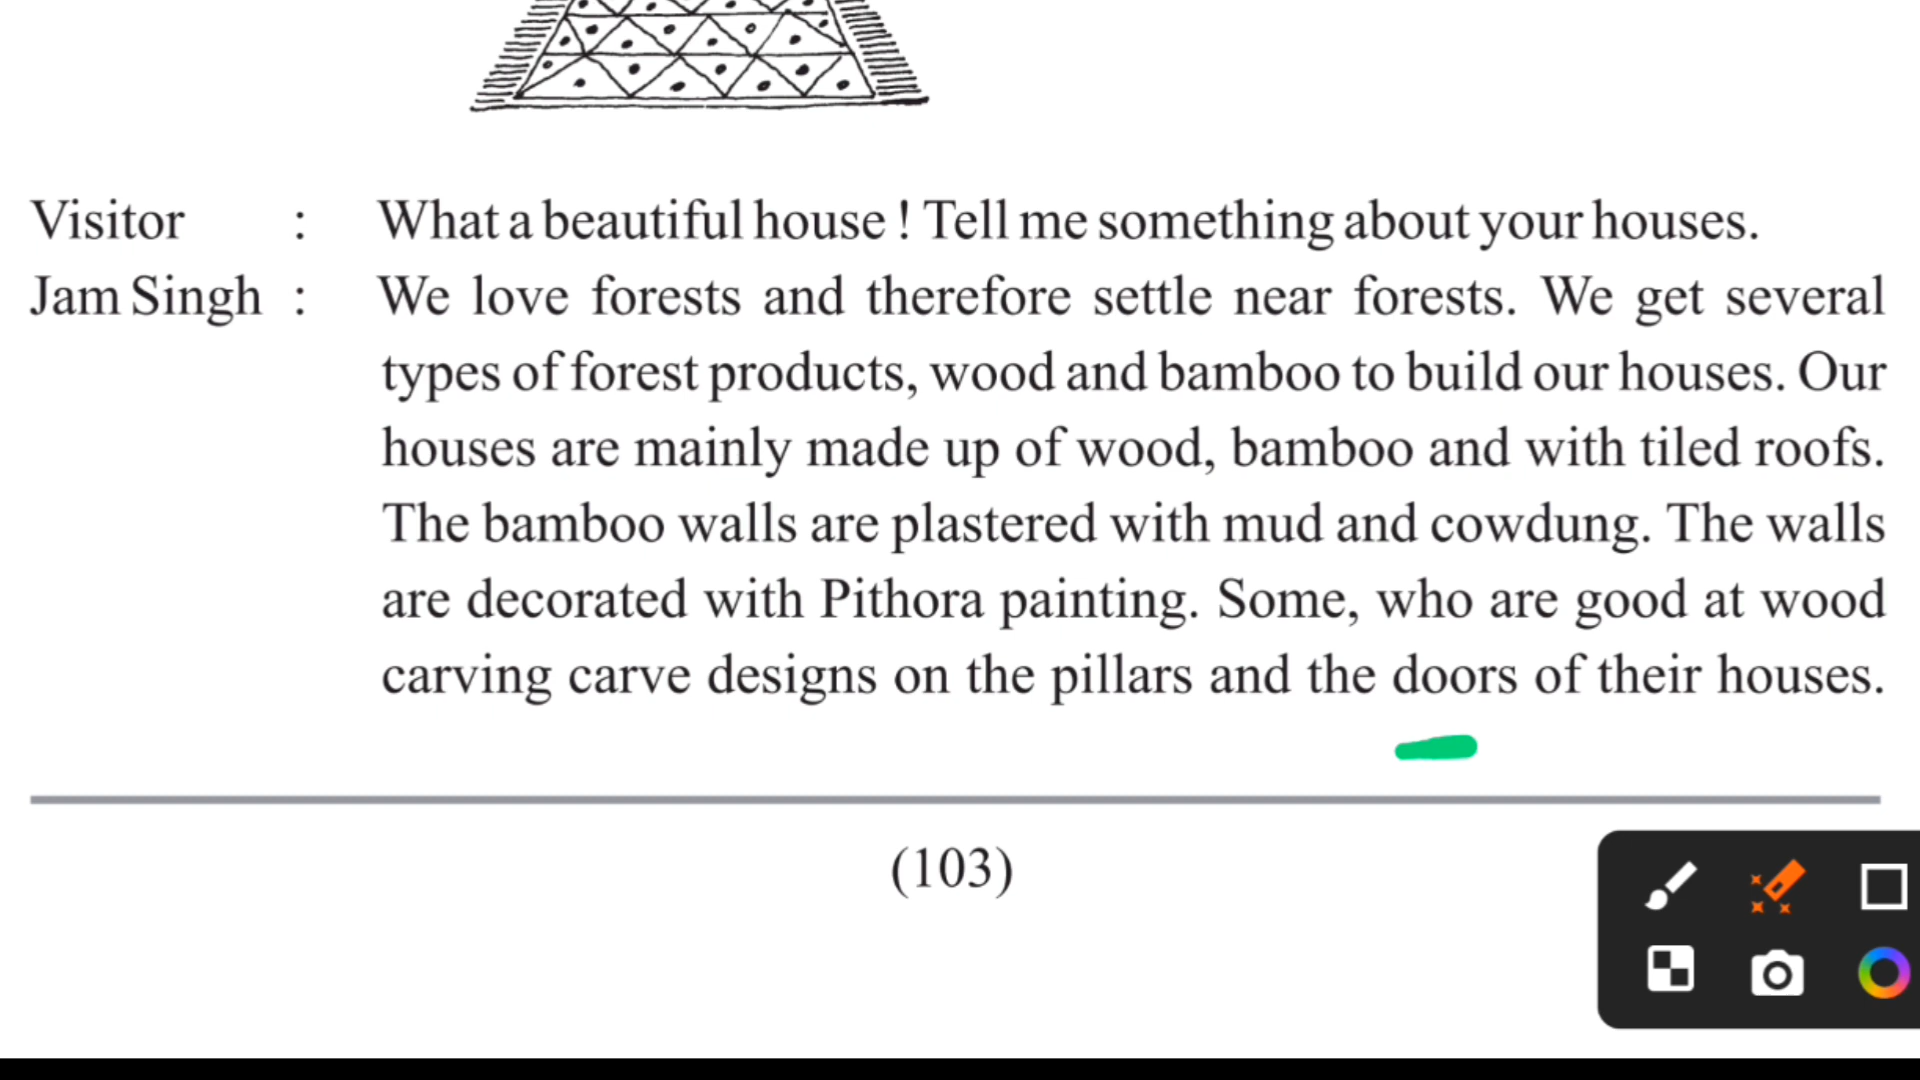 Visitor : What a beautiful house ! Tell me something about your houses.
Jam Singh : We love forests and therefore settle near forests. We get several
types of forest products, wood and bamboo to build our houses. Our
houses are mainly made up of wood, bamboo and with tiled roofs.
The bamboo walls are plastered with mud and cowdung. The walls
are decorated with Pithora painting. Some, who are good at wood
carving carve designs on the pillars and the doors of their houses.
(103)